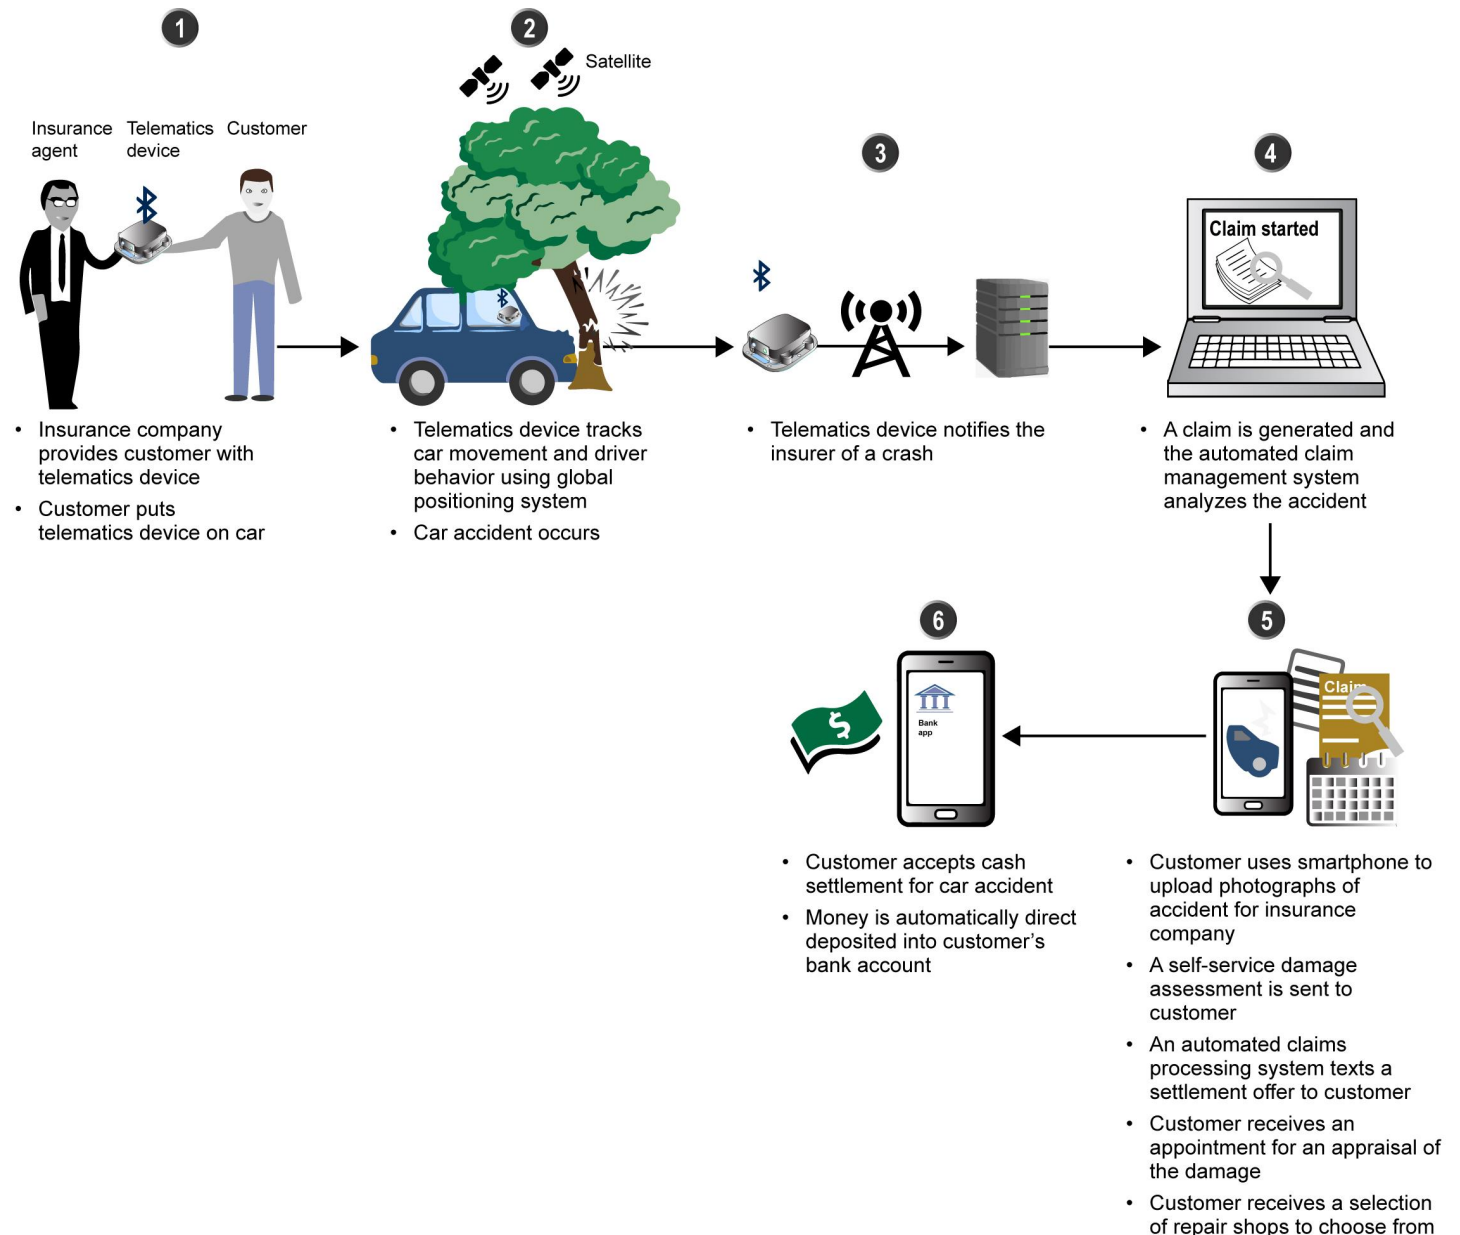 1
Insurance
agent
Telematics
device
Customer
• Insurance company
provides customer with
telematics device
• Customer puts
telematics device on car
2
Satellite
• Telematics device tracks
car movement and driver
behavior using global
positioning system
• Car accident occurs
3
• Telematics device notifies the
insurer of a crash
4
Claim started
• A claim is generated and
the automated claim
management system
analyzes the accident
5
Claim
• Customer uses smartphone to
upload photographs of
accident for insurance
company
• A self-service damage
assessment is sent to
customer
• An automated claims
processing system texts a
settlement offer to customer
• Customer receives an
appointment for an appraisal of
the damage
• Customer receives a selection
of repair shops to choose from
6
$
Bank
app
• Customer accepts cash
settlement for car accident
• Money is automatically direct
deposited into customer’s
bank account